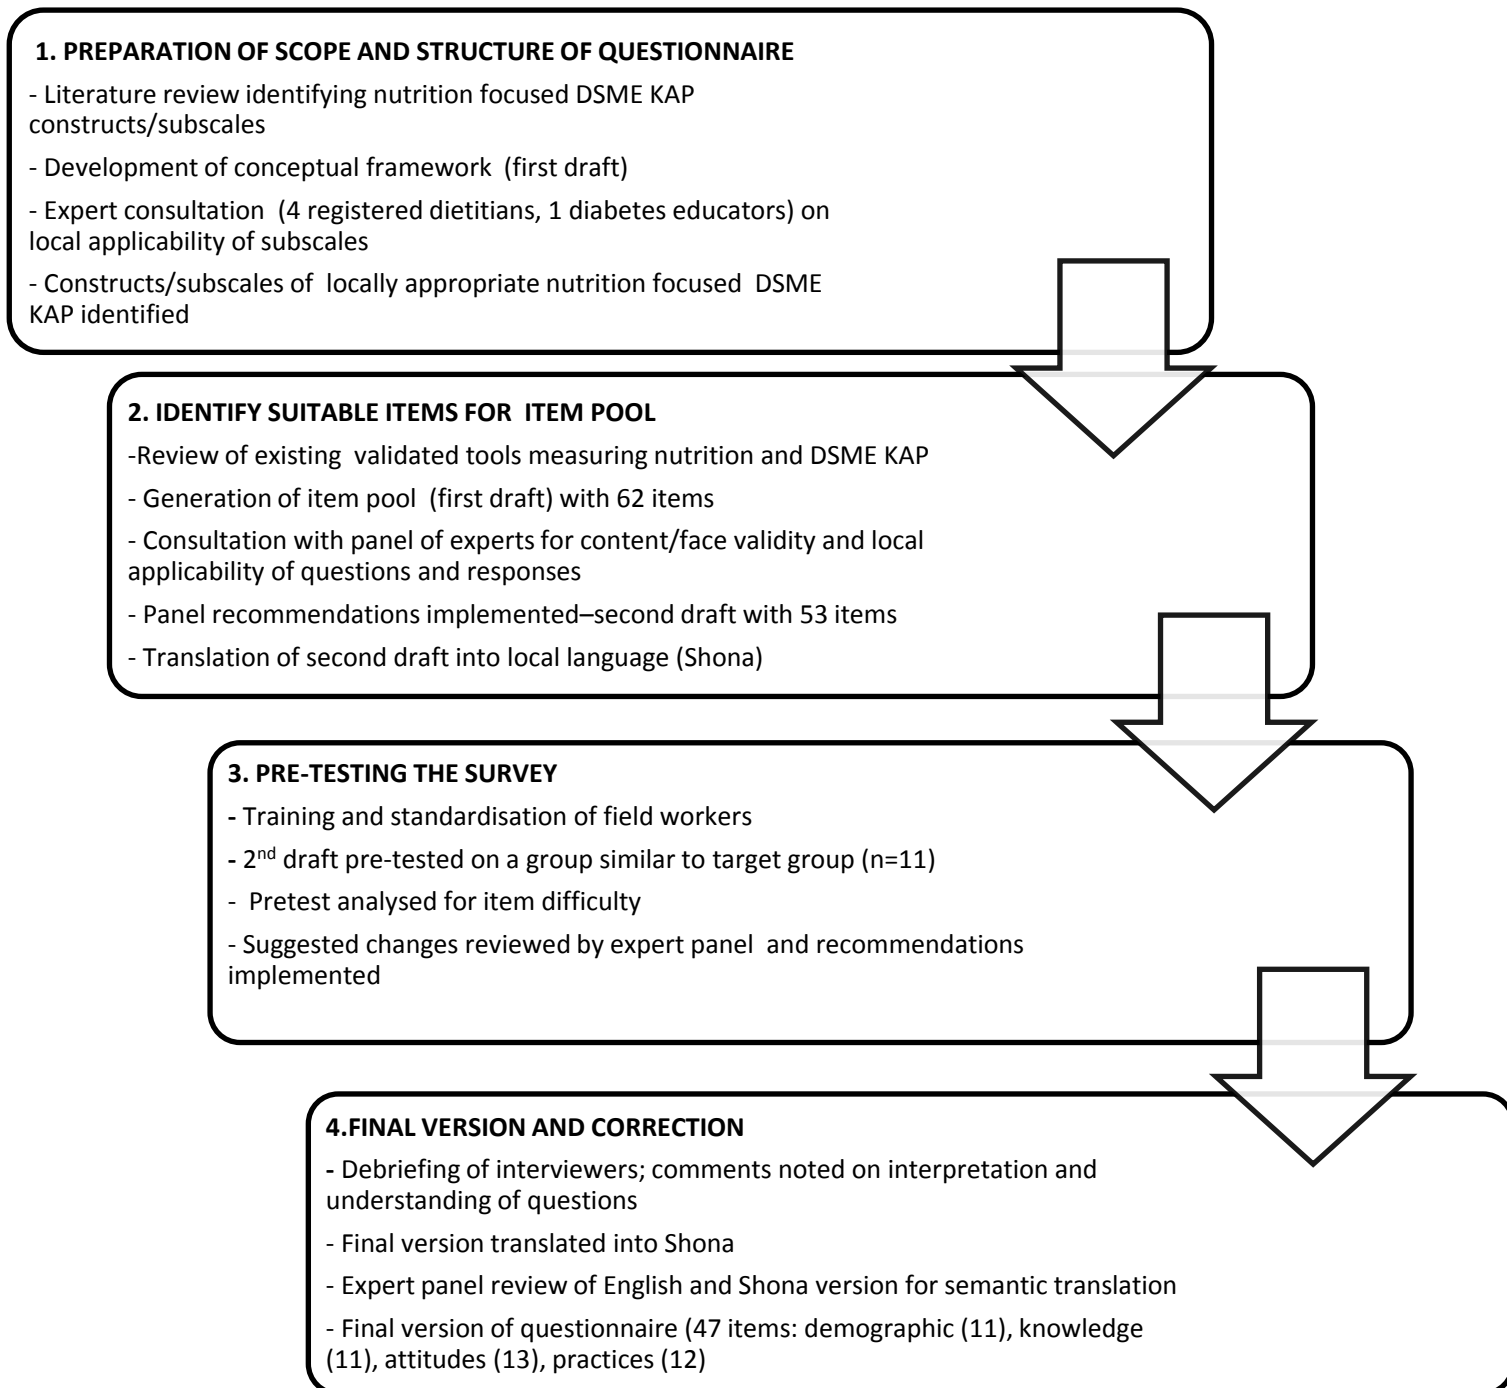 1. PREPARATION OF SCOPE AND STRUCTURE OF QUESTIONNAIRE
- Literature review identifying nutrition focused DSME KAP
constructs/subscales
- Development of conceptual framework (first draft)
- Expert consultation (4 registered dietitians, 1 diabetes educators) on
local applicability of subscales
- Constructs/subscales of locally appropriate nutrition focused DSME
KAP identified
2. IDENTIFY SUITABLE ITEMS FOR ITEM POOL
-Review of existing validated tools measuring nutrition and DSME KAP
- Generation of item pool (first draft) with 62 items
- Consultation with panel of experts for content/face validity and local
applicability of questions and responses
- Panel recommendations implemented–second draft with 53 items
- Translation of second draft into local language (Shona)
3. PRE-TESTING THE SURVEY
- Training and standardisation of field workers
- 2nd draft pre-tested on a group similar to target group (n=11)
- Pretest analysed for item difficulty
- Suggested changes reviewed by expert panel and recommendations
implemented
4.FINAL VERSION AND CORRECTION
- Debriefing of interviewers; comments noted on interpretation and
understanding of questions
- Final version translated into Shona
- Expert panel review of English and Shona version for semantic translation
- Final version of questionnaire (47 items: demographic (11), knowledge
(11), attitudes (13), practices (12)